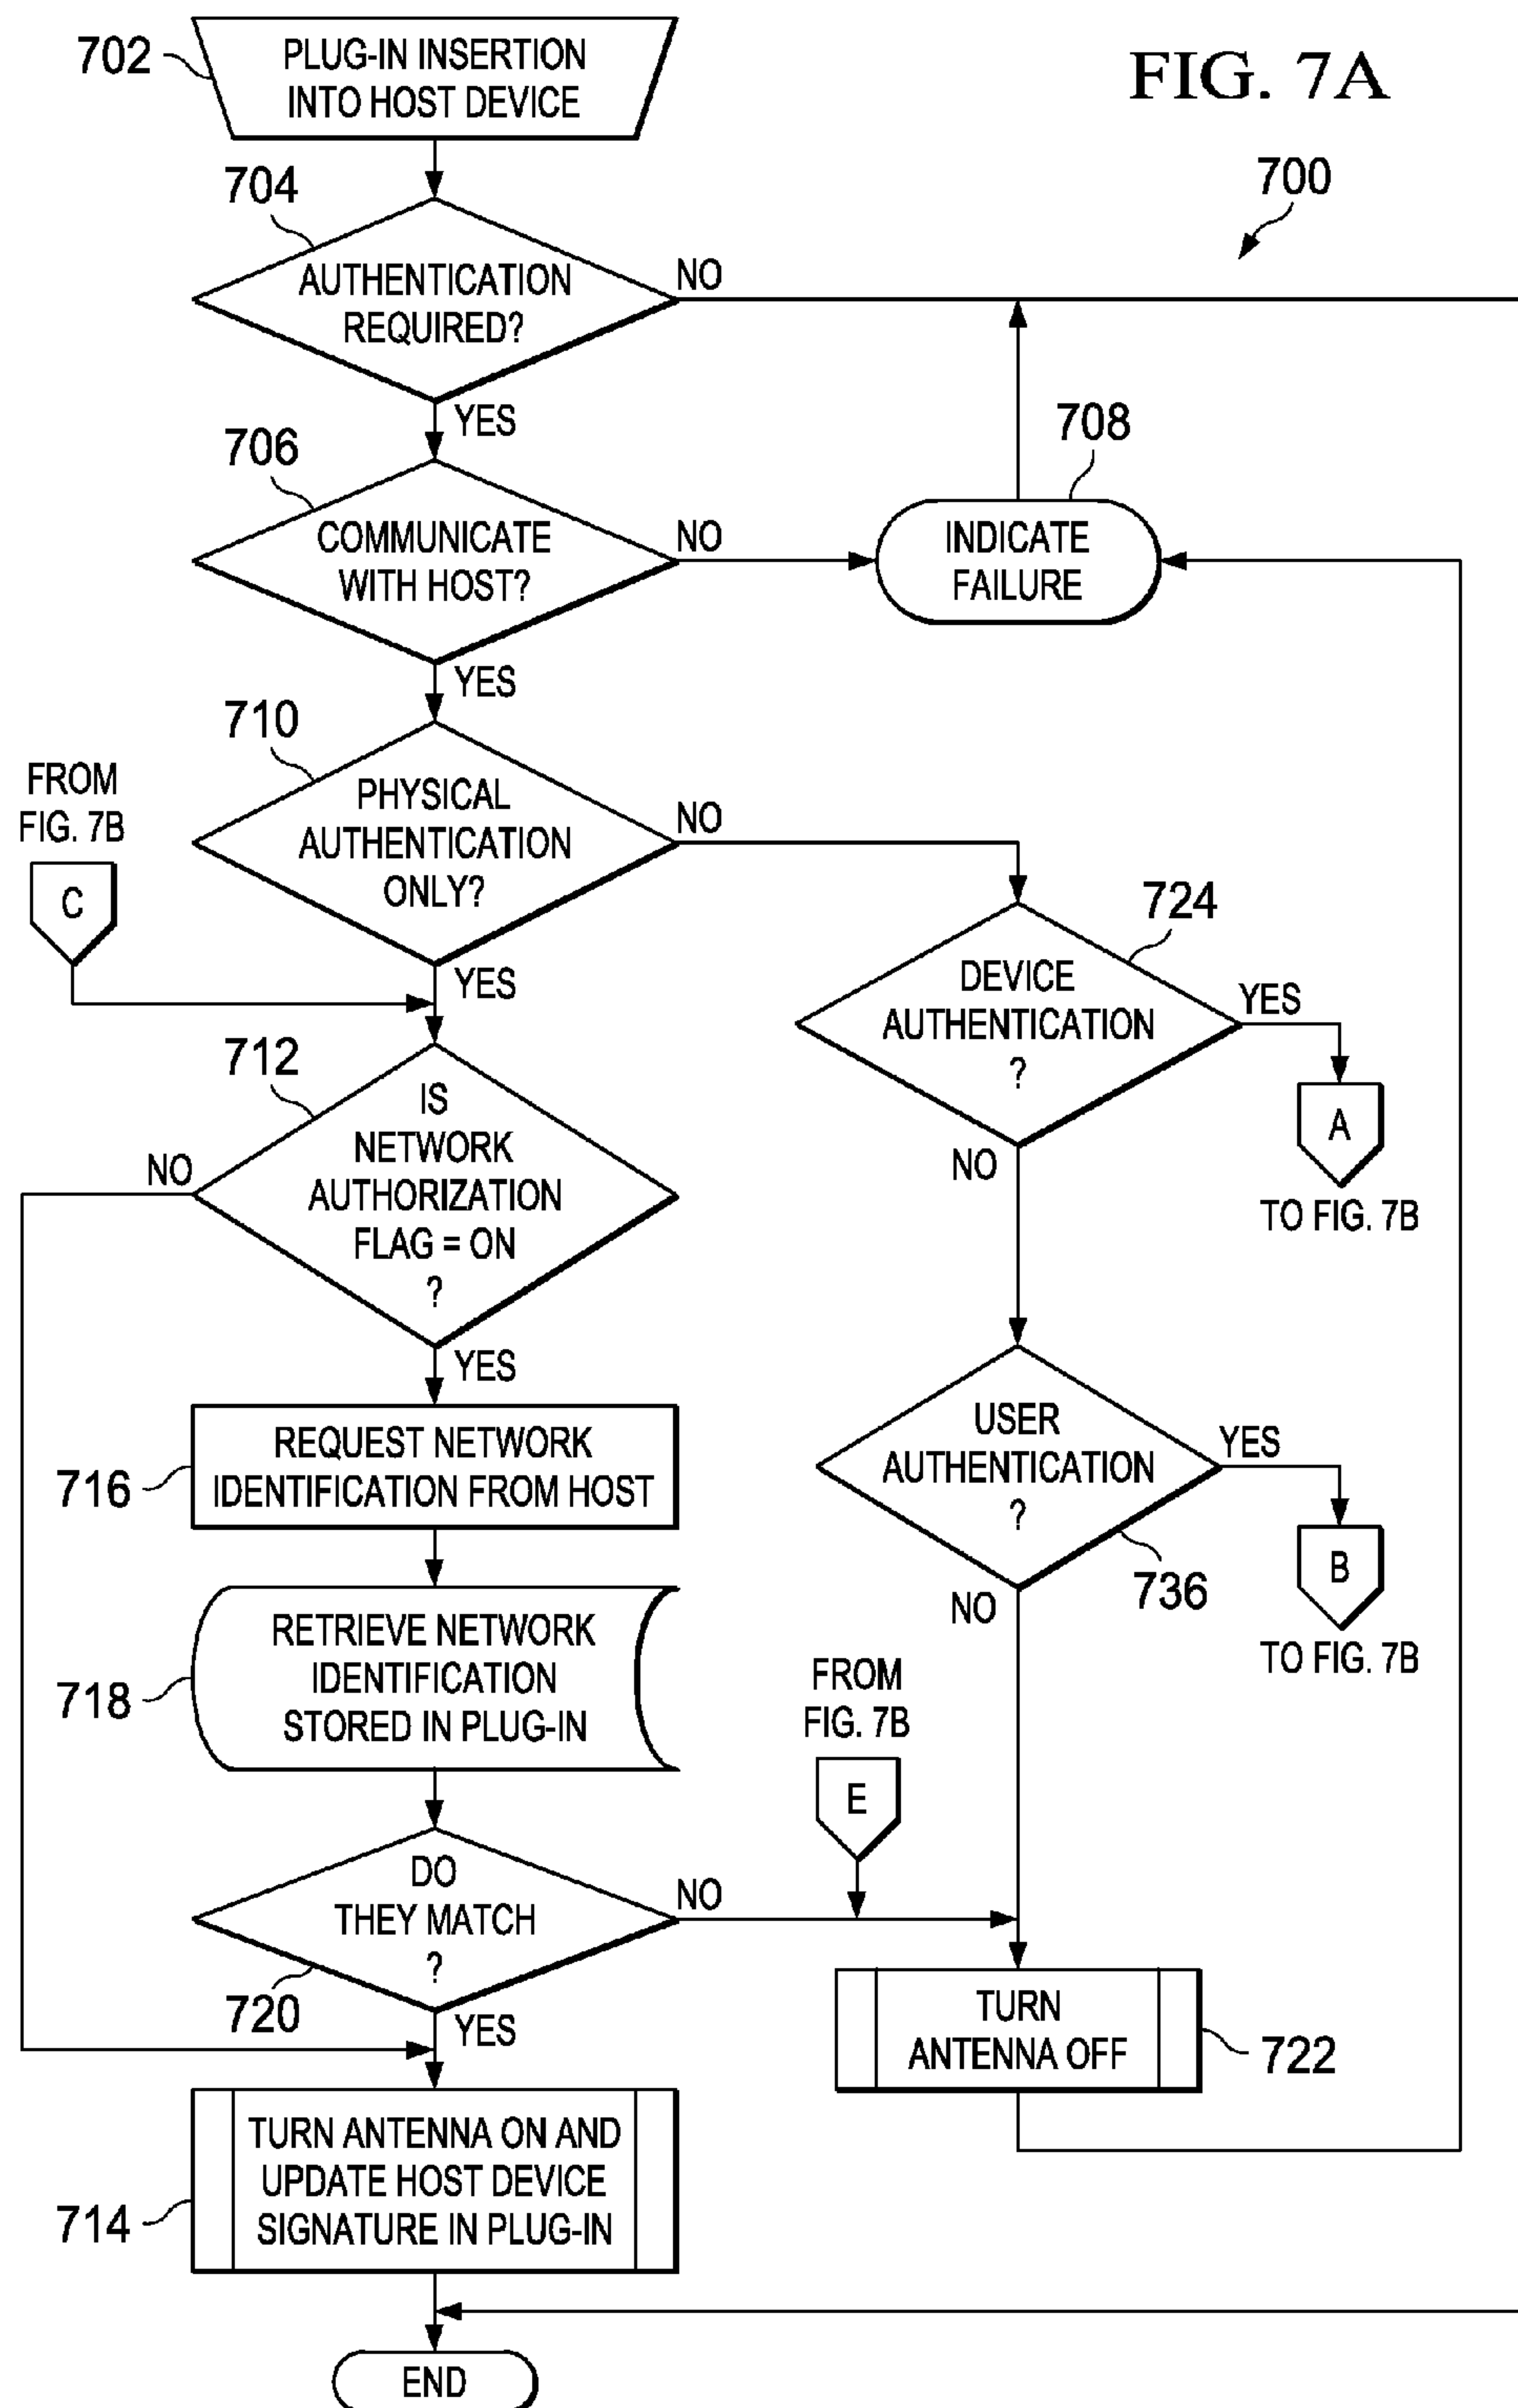 FIG. 7A
700
702
PLUG-IN INSERTION
INTO HOST DEVICE
704
AUTHENTICATION
REQUIRED?
NO
YES
706
COMMUNICATE
WITH HOST?
NO
YES
708
INDICATE
FAILURE
710
PHYSICAL
AUTHENTICATION
ONLY?
NO
YES
FROM
FIG. 7B
C
724
DEVICE
AUTHENTICATION
?
YES
NO
A
TO FIG. 7B
712
IS
NETWORK
AUTHORIZATION
FLAG = ON
?
NO
YES
736
USER
AUTHENTICATION
?
YES
NO
B
TO FIG. 7B
716
REQUEST NETWORK
IDENTIFICATION FROM HOST
718
RETRIEVE NETWORK
IDENTIFICATION
STORED IN PLUG-IN
FROM
FIG. 7B
E
720
DO
THEY MATCH
?
NO
YES
722
TURN
ANTENNA OFF
714
TURN ANTENNA ON AND
UPDATE HOST DEVICE
SIGNATURE IN PLUG-IN
END